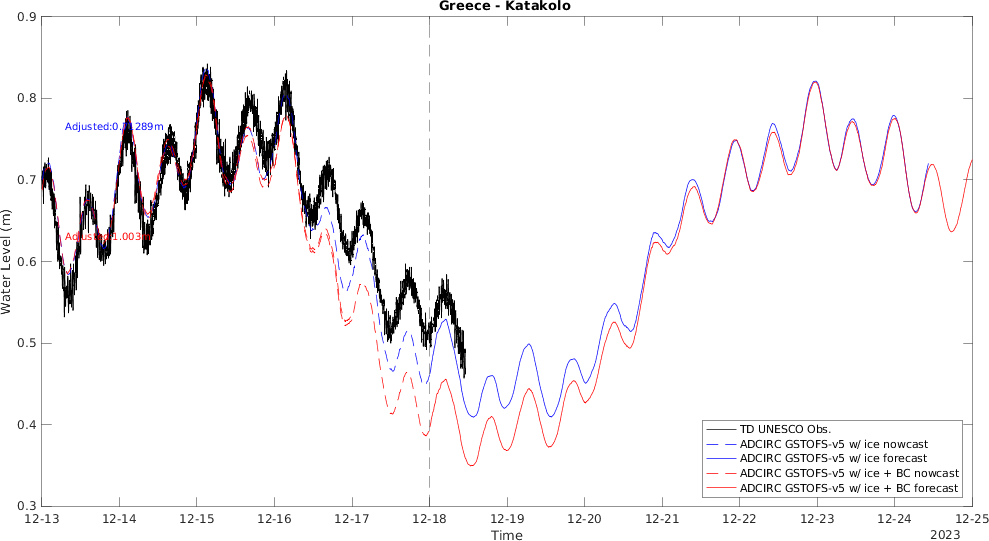 Greece - Katakolo
0.9
0.8
0.7
0.6
0.5
0.4
0.3
Water Level (m)
TD UNESCO Obs.
ADCIRC GSTOFS-v5 w/ ice nowcast
ADCIRC GSTOFS-v5 w/ ice forecast
ADCIRC GSTOFS-v5 w/ ice + BC nowcast
ADCIRC GSTOFS-v5 w/ ice + BC forecast
12-13 12-14 12-15 12-16 12-17 12-18 12-19 12-20 12-21 12-22 12-23 12-24 12-25
Time
2023